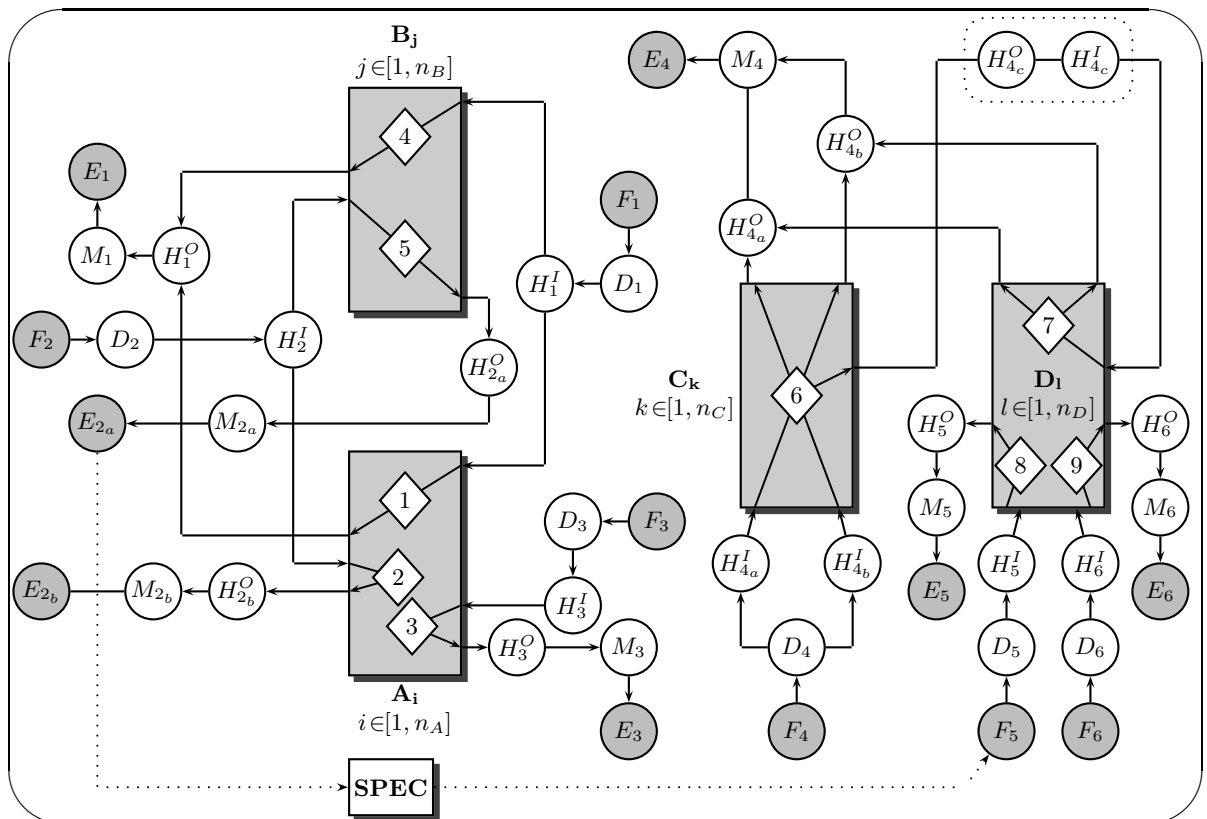 B_j
j∈[1, n_B]
E_4
M_4
H^O_{4_c}
H^I_{4_c}
4
H^O_{4_b}
E_1
F_1
H^O_{4_a}
M_1
H^O_1
5
H^I_1
D_1
F_2
D_2
H^I_2
7
H^O_{2_a}
C_k
k∈[1, n_C]
6
D_l
l∈[1, n_D]
E_{2_a}
M_{2_a}
H^O_5
H^O_6
8
9
1
F_3
D_3
M_5
M_6
H^I_{4_a}
H^I_{4_b}
H^I_5
H^I_6
E_{2_b}
M_{2_b}
H^O_{2_b}
2
H^I_3
E_5
E_6
3
H^O_3
M_3
D_4
D_5
D_6
A_i
i∈[1, n_A]
E_3
F_4
F_5
F_6
SPEC